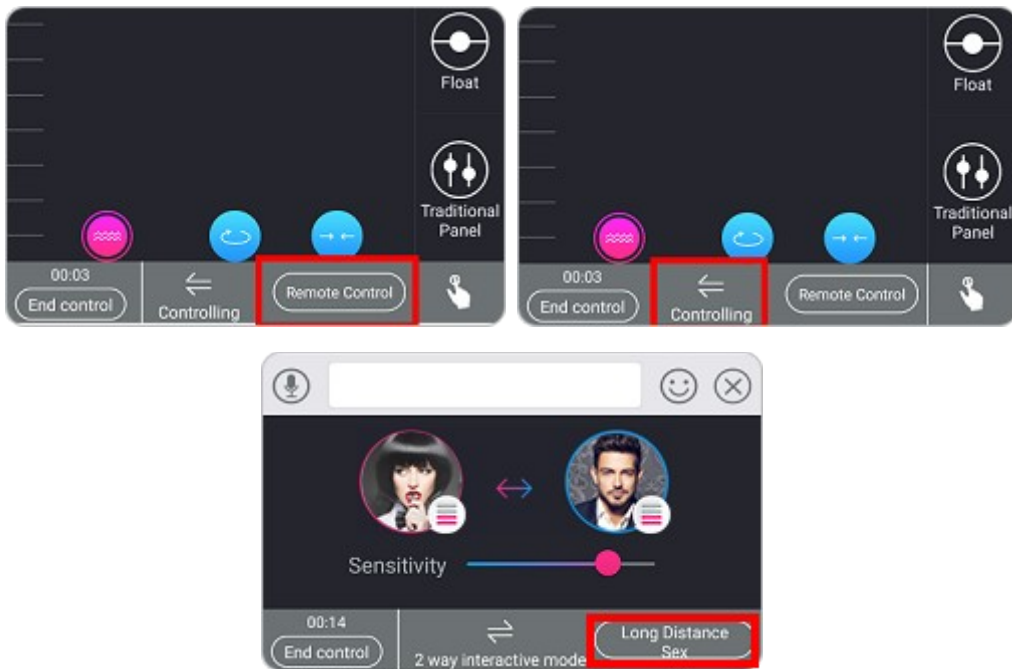 Float
Traditional
Panel
00:03
End control
Controlling
Remote Control
Float
Traditional
Panel
00:03
End control
Controlling
Remote Control
Sensitivity
00:14
End control
2 way interactive mode
Long Distance
Sex